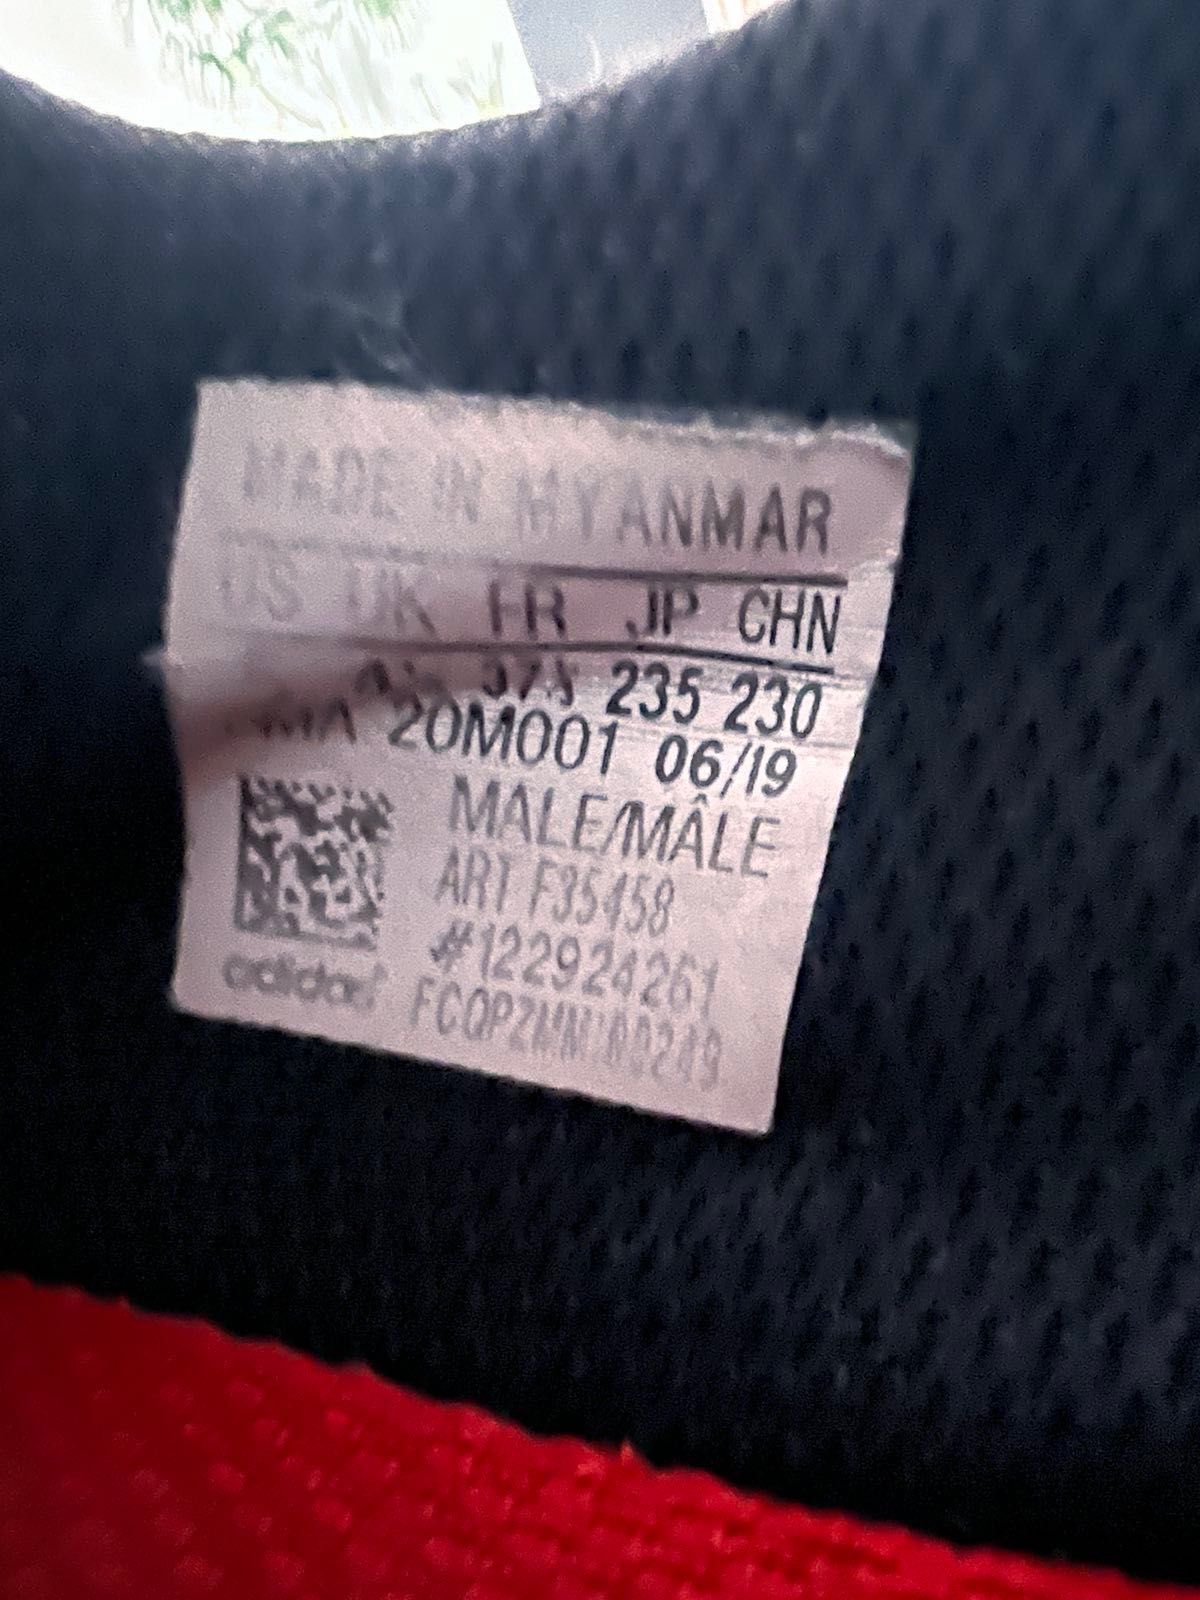 MADE IN MYANMAR
US UK FR JP CHN
235 230
20M001 06/19
MALE/MÂLE
ART F35458
#122924261
adidas